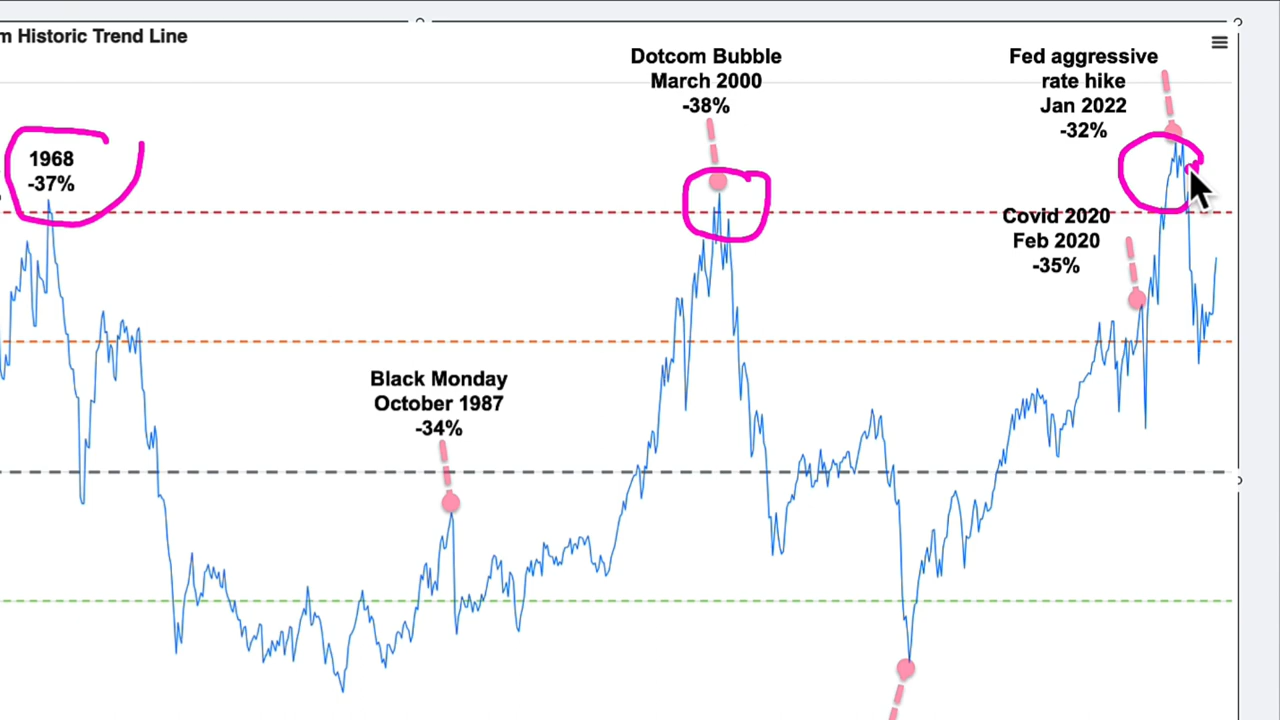 m Historic Trend Line
1968
-37%
Dotcom Bubble
March 2000
-38%
Fed aggressive
rate hike
Jan 2022
-32%
Covid 2020
Feb 2020
-35%
Black Monday
October 1987
-34%